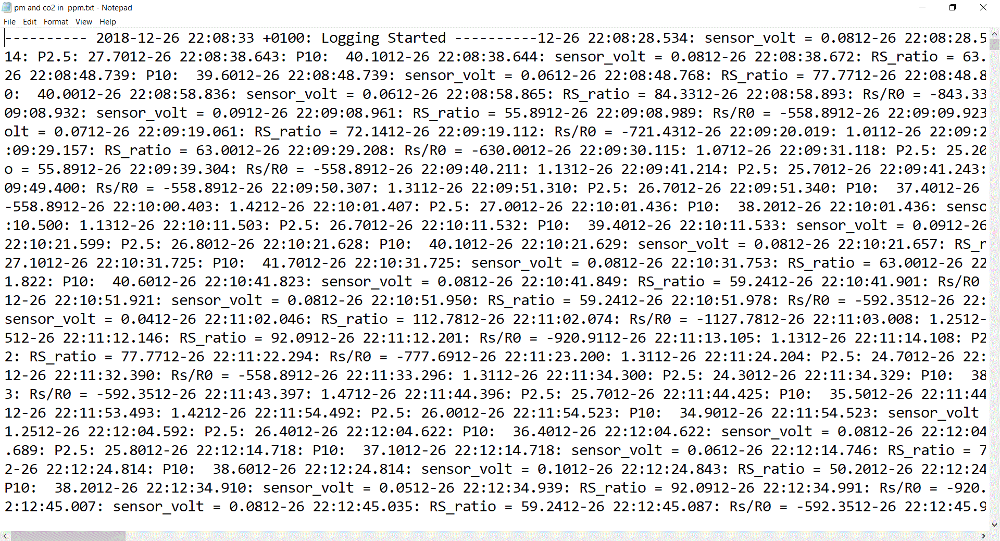 pm and co2 in  ppm.txt - Notepad
File Edit Format View Help
---------- 2018-12-26 22:08:33 +0100: Logging Started ----------12-26 22:08:28.534: sensor_volt = 0.0812-26 22:08:28.5
14: P2.5: 27.7012-26 22:08:38.643: P10:  40.1012-26 22:08:38.644: sensor_volt = 0.0812-26 22:08:38.672: RS_ratio = 63.
26 22:08:48.739: P10:  39.6012-26 22:08:48.739: sensor_volt = 0.0612-26 22:08:48.768: RS_ratio = 77.7712-26 22:08:48.8
0:  40.0012-26 22:08:58.836: sensor_volt = 0.0612-26 22:08:58.865: RS_ratio = 84.3312-26 22:08:58.893: Rs/R0 = -843.33
09:08.932: sensor_volt = 0.0912-26 22:09:08.961: RS_ratio = 55.8912-26 22:09:08.989: Rs/R0 = -558.8912-26 22:09:09.923
olt = 0.0712-26 22:09:19.061: RS_ratio = 72.1412-26 22:09:19.112: Rs/R0 = -721.4312-26 22:09:20.019: 1.0112-26 22:09:2
:09:29.157: RS_ratio = 63.0012-26 22:09:29.208: Rs/R0 = -630.0012-26 22:09:30.115: 1.0712-26 22:09:31.118: P2.5: 25.20
o = 55.8912-26 22:09:39.304: Rs/R0 = -558.8912-26 22:09:40.211: 1.1312-26 22:09:41.214: P2.5: 25.7012-26 22:09:41.243:
09:49.400: Rs/R0 = -558.8912-26 22:09:50.307: 1.3112-26 22:09:51.310: P2.5: 26.7012-26 22:09:51.340: P10:  37.4012-26
-558.8912-26 22:10:00.403: 1.4212-26 22:10:01.407: P2.5: 27.0012-26 22:10:01.436: P10:  38.2012-26 22:10:01.436: senso
:10.500: 1.1312-26 22:10:11.503: P2.5: 26.7012-26 22:10:11.532: P10:  39.4012-26 22:10:11.533: sensor_volt = 0.0912-26
22:10:21.599: P2.5: 26.8012-26 22:10:21.628: P10:  40.1012-26 22:10:21.629: sensor_volt = 0.0812-26 22:10:21.657: RS_r
27.1012-26 22:10:31.725: P10:  41.7012-26 22:10:31.725: sensor_volt = 0.0812-26 22:10:31.753: RS_ratio = 63.0012-26 22
1.822: P10:  40.6012-26 22:10:41.823: sensor_volt = 0.0812-26 22:10:41.849: RS_ratio = 59.2412-26 22:10:41.901: Rs/R0
12-26 22:10:51.921: sensor_volt = 0.0812-26 22:10:51.950: RS_ratio = 59.2412-26 22:10:51.978: Rs/R0 = -592.3512-26 22:
sensor_volt = 0.0412-26 22:11:02.046: RS_ratio = 112.7812-26 22:11:02.074: Rs/R0 = -1127.7812-26 22:11:03.008: 1.2512-
512-26 22:11:12.146: RS_ratio = 92.0912-26 22:11:12.201: Rs/R0 = -920.9112-26 22:11:13.105: 1.1312-26 22:11:14.108: P2
2: RS_ratio = 77.7712-26 22:11:22.294: Rs/R0 = -777.6912-26 22:11:23.200: 1.3112-26 22:11:24.204: P2.5: 24.7012-26 22:
12-26 22:11:32.390: Rs/R0 = -558.8912-26 22:11:33.296: 1.3112-26 22:11:34.300: P2.5: 24.3012-26 22:11:34.329: P10:  38
3: Rs/R0 = -592.3512-26 22:11:43.397: 1.4712-26 22:11:44.396: P2.5: 25.7012-26 22:11:44.425: P10:  35.5012-26 22:11:44
12-26 22:11:53.493: 1.4212-26 22:11:54.492: P2.5: 26.0012-26 22:11:54.523: P10:  34.9012-26 22:11:54.523: sensor_volt
1.2512-26 22:12:04.592: P2.5: 26.4012-26 22:12:04.622: P10:  36.4012-26 22:12:04.622: sensor_volt = 0.0812-26 22:12:04
.689: P2.5: 25.8012-26 22:12:14.718: P10:  37.1012-26 22:12:14.718: sensor_volt = 0.0612-26 22:12:14.746: RS_ratio = 7
2-26 22:12:24.814: P10:  38.6012-26 22:12:24.814: sensor_volt = 0.1012-26 22:12:24.843: RS_ratio = 50.2012-26 22:12:24
P10:  38.2012-26 22:12:34.910: sensor_volt = 0.0512-26 22:12:34.939: RS_ratio = 92.0912-26 22:12:34.991: Rs/R0 = -920.
2:12:45.007: sensor_volt = 0.0812-26 22:12:45.035: RS_ratio = 59.2412-26 22:12:45.087: Rs/R0 = -592.3512-26 22:12:45.9